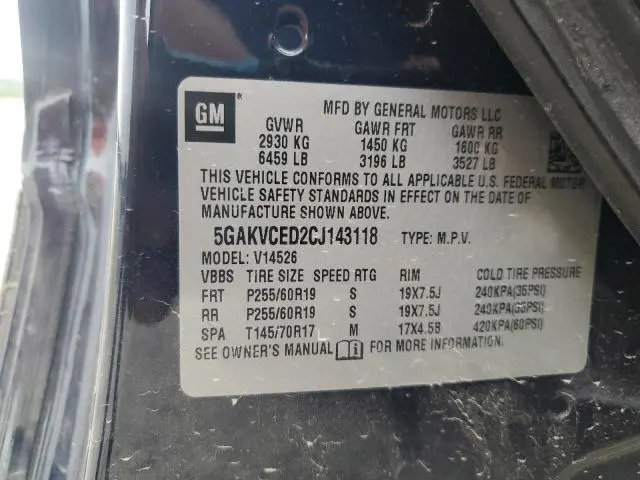 GM
MFD BY GENERAL MOTORS LLC
GVWR GAWR FRT GAWR RR
2930 KG 1450 KG 1600 KG
6459 LB 3196 LB 3527 LB
THIS VEHICLE CONFORMS TO ALL APPLICABLE U.S. FEDERAL MOTOR
VEHICLE SAFETY STANDARDS IN EFFECT ON THE DATE OF
MANUFACTURE SHOWN ABOVE.
5GAKVCED2CJ143118 TYPE: M.P.V.
MODEL: V14526
VBBS TIRE SIZE SPEED RTG RIM COLD TIRE PRESSURE
FRT P255/60R19 S 19X7.5J 240KPA(35PSI)
RR P255/60R19 S 19X7.5J 240KPA(35PSI)
SPA T145/70R17 M 17X4.5B 420KPA(60PSI)
SEE OWNER'S MANUAL FOR MORE INFORMATION.